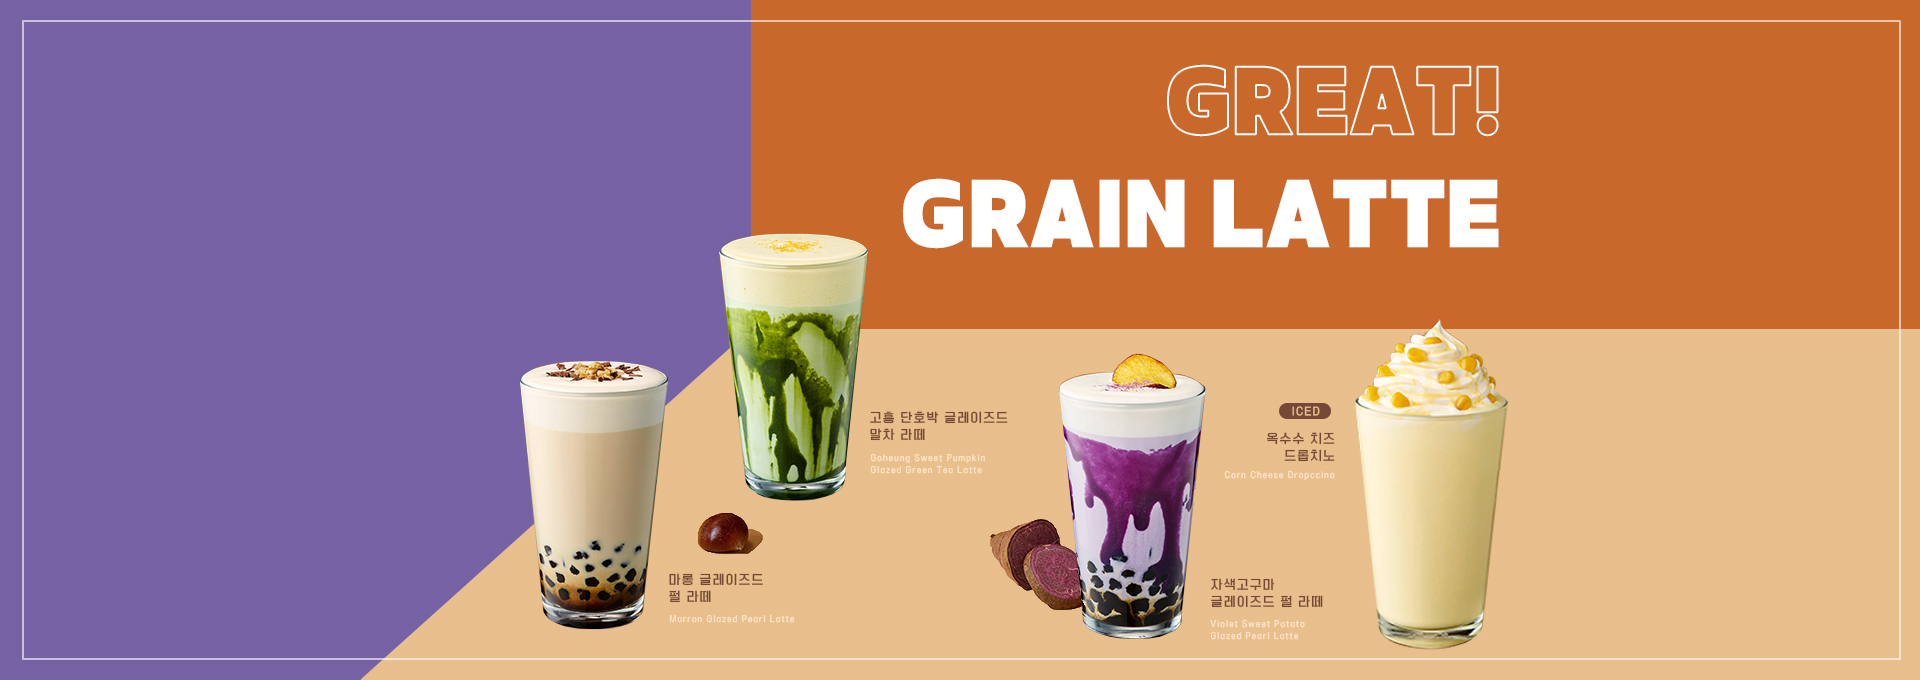 GREAT!
GRAIN LATTE
고흥 단호박 글레이즈드
말차 라떼
Goheung Sweet Pumpkin
Glazed Green Tea Latte
ICED
옥수수 치즈
드롭치노
Corn Cheese Dropccino
마롱 글레이즈드
펄 라떼
Marron Glazed Pearl Latte
자색고구마
글레이즈드 펄 라떼
Violet Sweet Potato
Glazed Pearl Latte